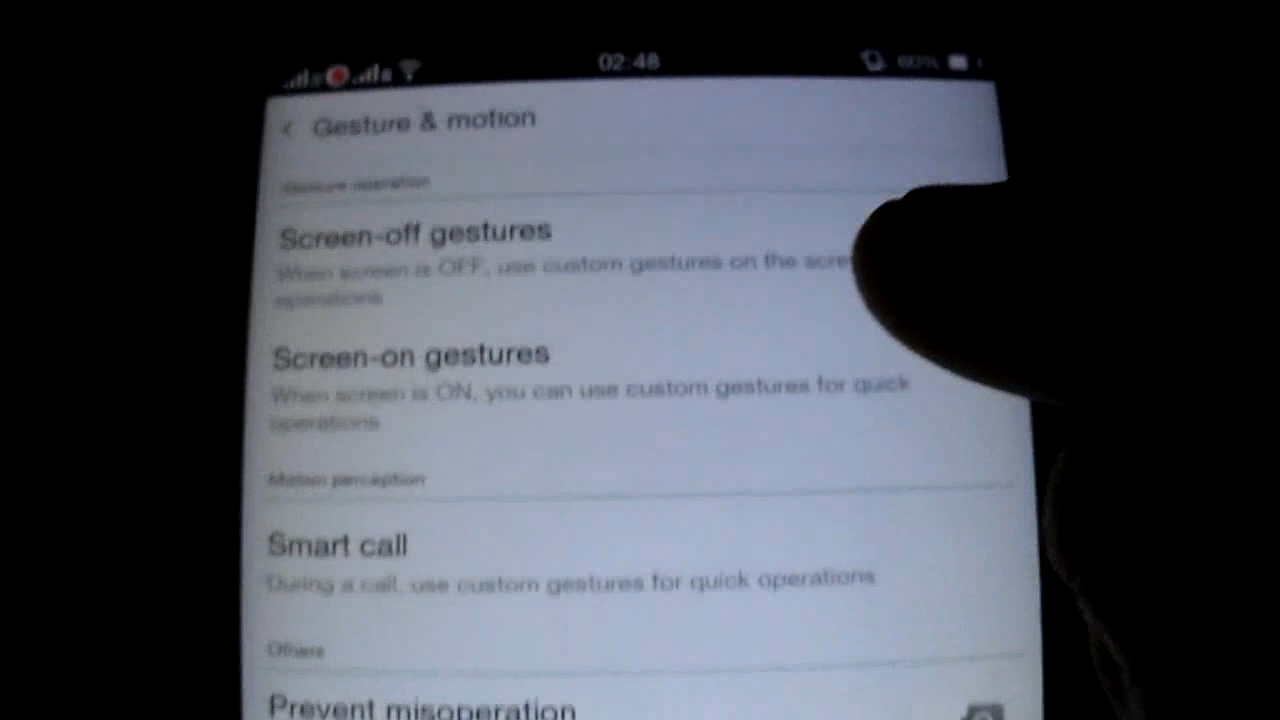 02:48
60%
Gesture & motion
Gesture operation
Screen-off gestures
When screen is OFF, use custom gestures on the
operations
Screen-on gestures
When screen is ON, you can use custom gestures for quick
operations
Motion perception
Smart call
During a call, use custom gestures for quick operations
Others
Prevent misoperation